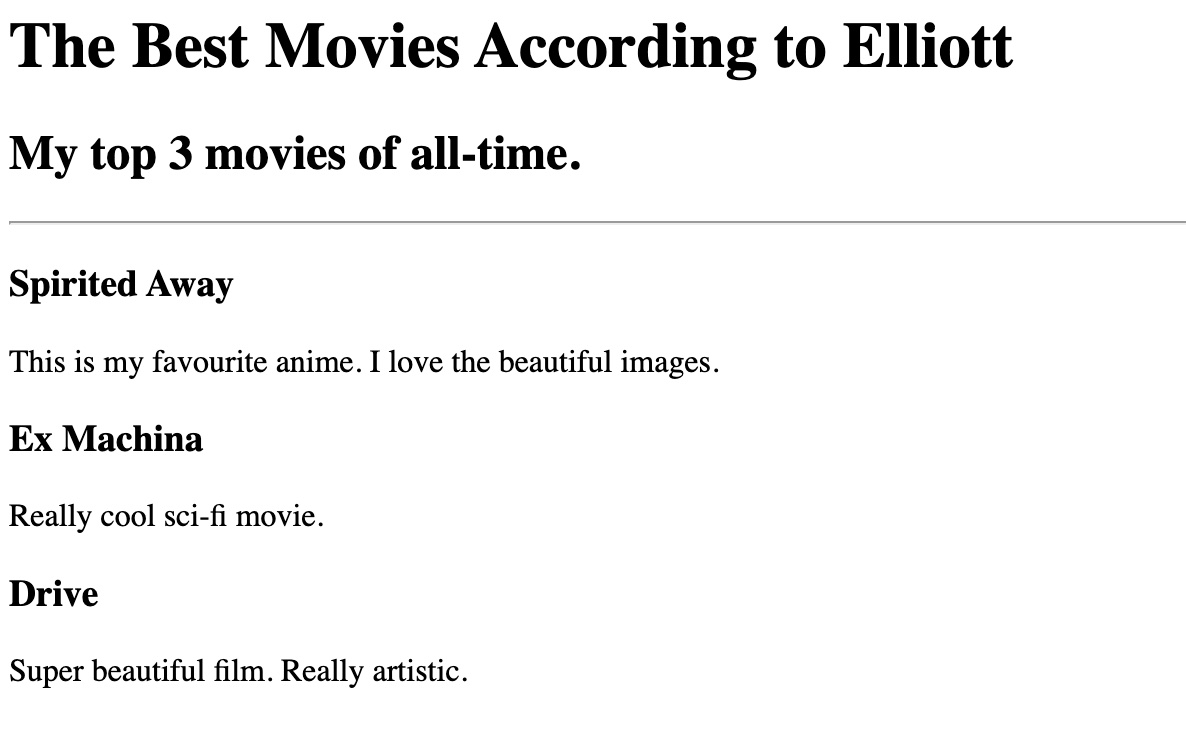 The Best Movies According to Elliott
My top 3 movies of all-time.
Spirited Away
This is my favourite anime. I love the beautiful images.
Ex Machina
Really cool sci-fi movie.
Drive
Super beautiful film. Really artistic.